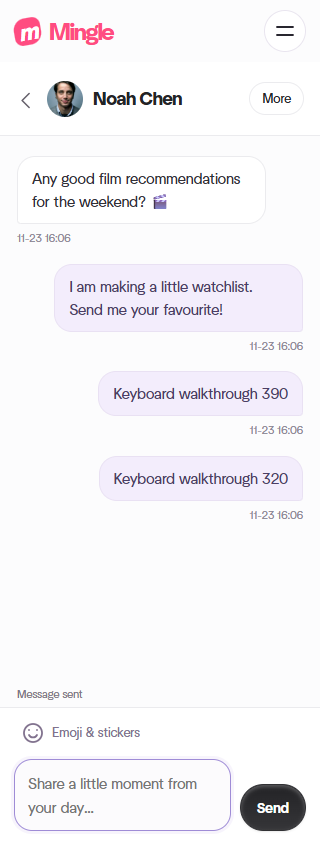 Mingle
Noah Chen
More
Any good film recommendations
for the weekend? 🎬
11-23 16:06
I am making a little watchlist.
Send me your favourite!
11-23 16:06
Keyboard walkthrough 390
11-23 16:06
Keyboard walkthrough 320
11-23 16:06
Message sent
Emoji & stickers
Share a little moment from
your day...
Send